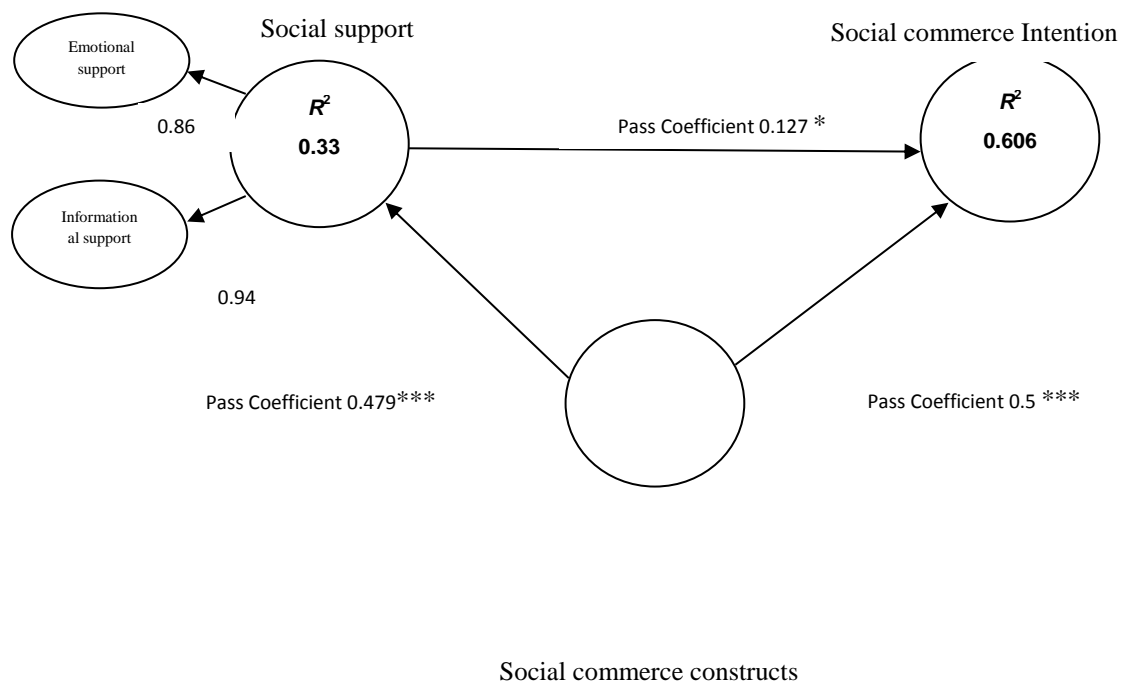 Social support
Social commerce Intention
Emotional
support
R²
0.33
R²
0.606
0.86
Pass Coefficient 0.127 *
Information
al support
0.94
Pass Coefficient 0.479***
Pass Coefficient 0.5 ***
Social commerce constructs